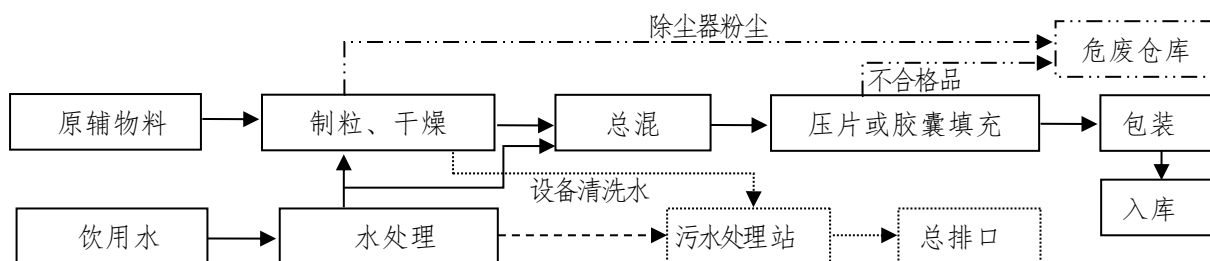 除尘器粉尘
危废仓库
不合格品
原辅物料
制粒、干燥
总混
压片或胶囊填充
包装
设备清洗水
入库
饮用水
水处理
污水处理站
总排口